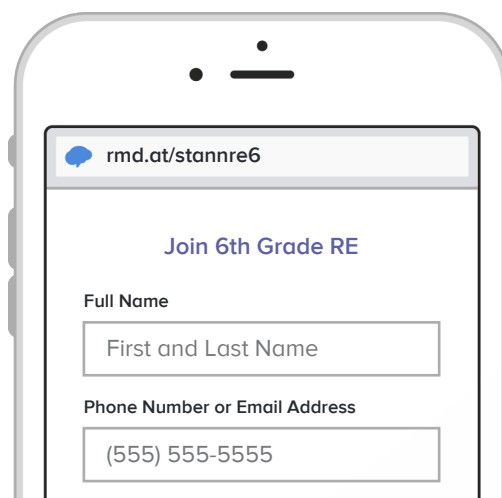 rmd.at/stannre6
Join 6th Grade RE
Full Name
First and Last Name
Phone Number or Email Address
(555) 555-5555